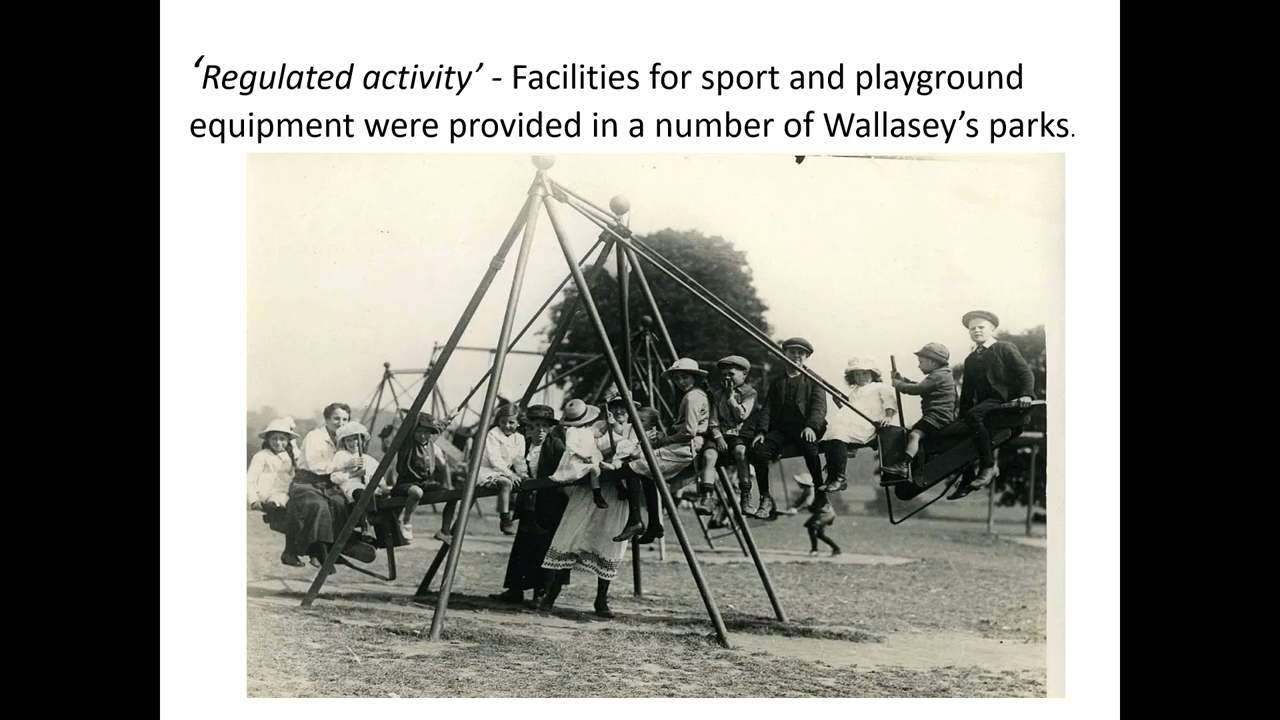 ‘Regulated activity’ - Facilities for sport and playground
equipment were provided in a number of Wallasey’s parks.